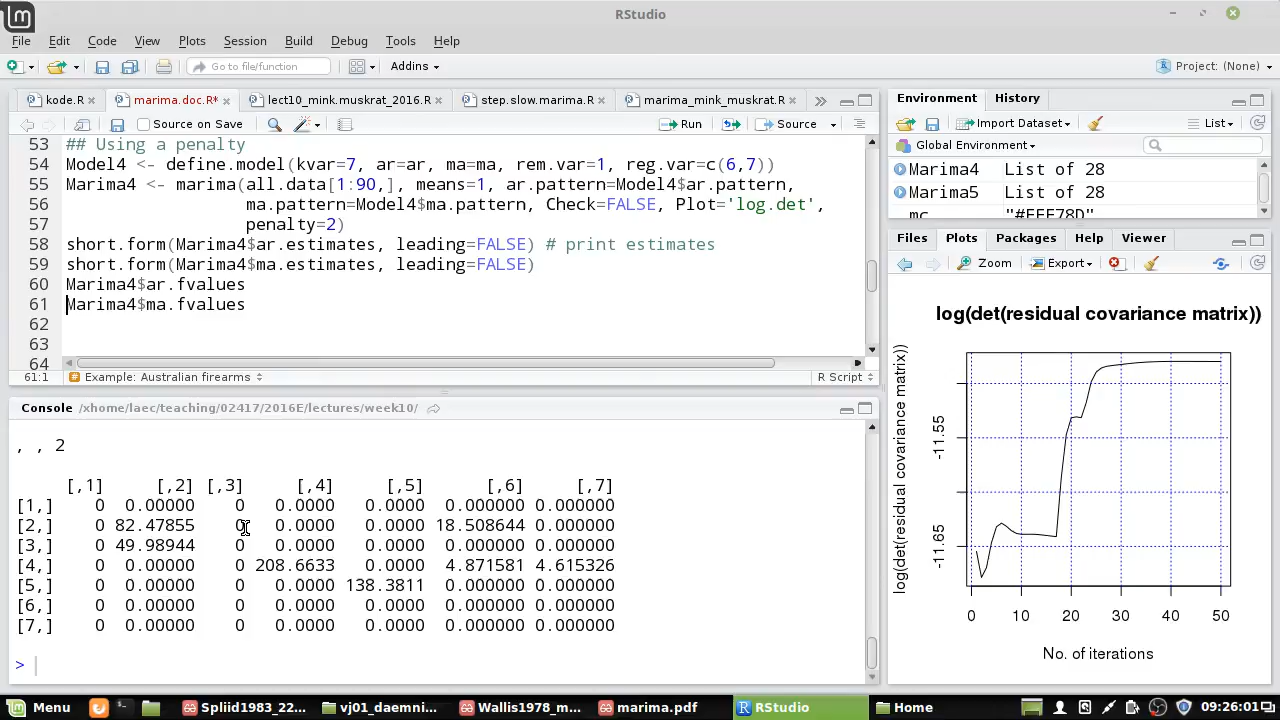 RStudio
File Edit Code View Plots Session Build Debug Tools Help
Go to file/function Addins Project: (None)
kode.R marima.doc.R* lect10_mink.muskrat_2016.R step.slow.marima.R marima_mink_muskrat.R
Source on Save Run Source
53 ## Using a penalty
54 Model4 <- define.model(kvar=7, ar=ar, ma=ma, rem.var=1, reg.var=c(6,7))
55 Marima4 <- marima(all.data[1:90,], means=1, ar.pattern=Model4$ar.pattern,
56 ma.pattern=Model4$ma.pattern, Check=FALSE, Plot='log.det',
57 penalty=2)
58 short.form(Marima4$ar.estimates, leading=FALSE) # print estimates
59 short.form(Marima4$ma.estimates, leading=FALSE)
60 Marima4$ar.fvalues
61 Marima4$ma.fvalues
62
63
64
61:1 Example: Australian firearms R Script
Console /xhome/laec/teaching/02417/2016E/lectures/week10/
, , 2
[,1] [,2] [,3] [,4] [,5] [,6] [,7]
[1,] 0 0.00000 0 0.0000 0.0000 0.000000 0.000000
[2,] 0 82.47855 0 0.0000 0.0000 18.508644 0.000000
[3,] 0 49.98944 0 0.0000 0.0000 0.000000 0.000000
[4,] 0 0.00000 0 208.6633 0.0000 4.871581 4.615326
[5,] 0 0.00000 0 0.0000 138.3811 0.000000 0.000000
[6,] 0 0.00000 0 0.0000 0.0000 0.000000 0.000000
[7,] 0 0.00000 0 0.0000 0.0000 0.000000 0.000000
>
Environment History
Import Dataset List
Global Environment
Marima4 List of 28
Marima5 List of 28
mc "#FFF78D"
Files Plots Packages Help Viewer
Zoom Export
log(det(residual covariance matrix))
log(det(residual covariance matrix))
-11.55
-11.65
0 10 20 30 40 50
No. of iterations
Menu Spliid1983_22... vj01_daemni... Wallis1978_m... marima.pdf RStudio Home 09:26:01